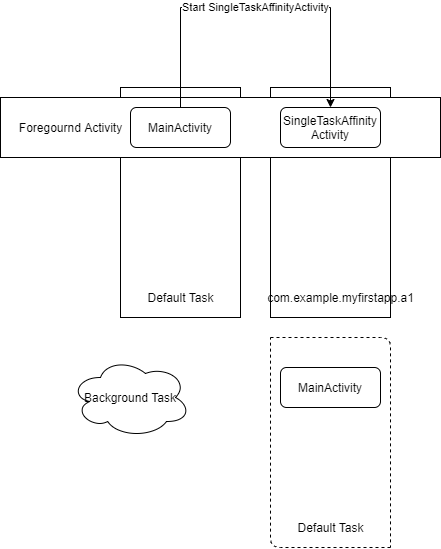 Start SingleTaskAffinityActivity
Foregournd Activity
MainActivity
SingleTaskAffinity
Activity
Default Task
com.example.myfirstapp.a1
Background Task
MainActivity
Default Task